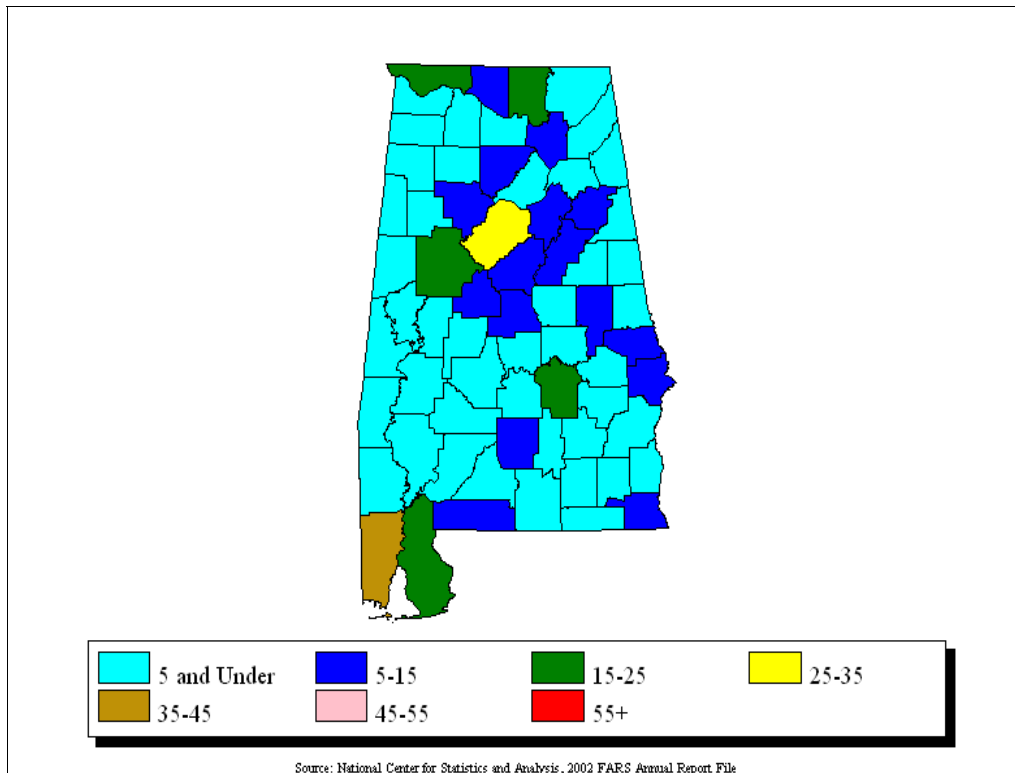 5 and Under 5-15 15-25 25-35
35-45 45-55 55+
Source: National Center for Statistics and Analysis, 2002 FARS Annual Report File